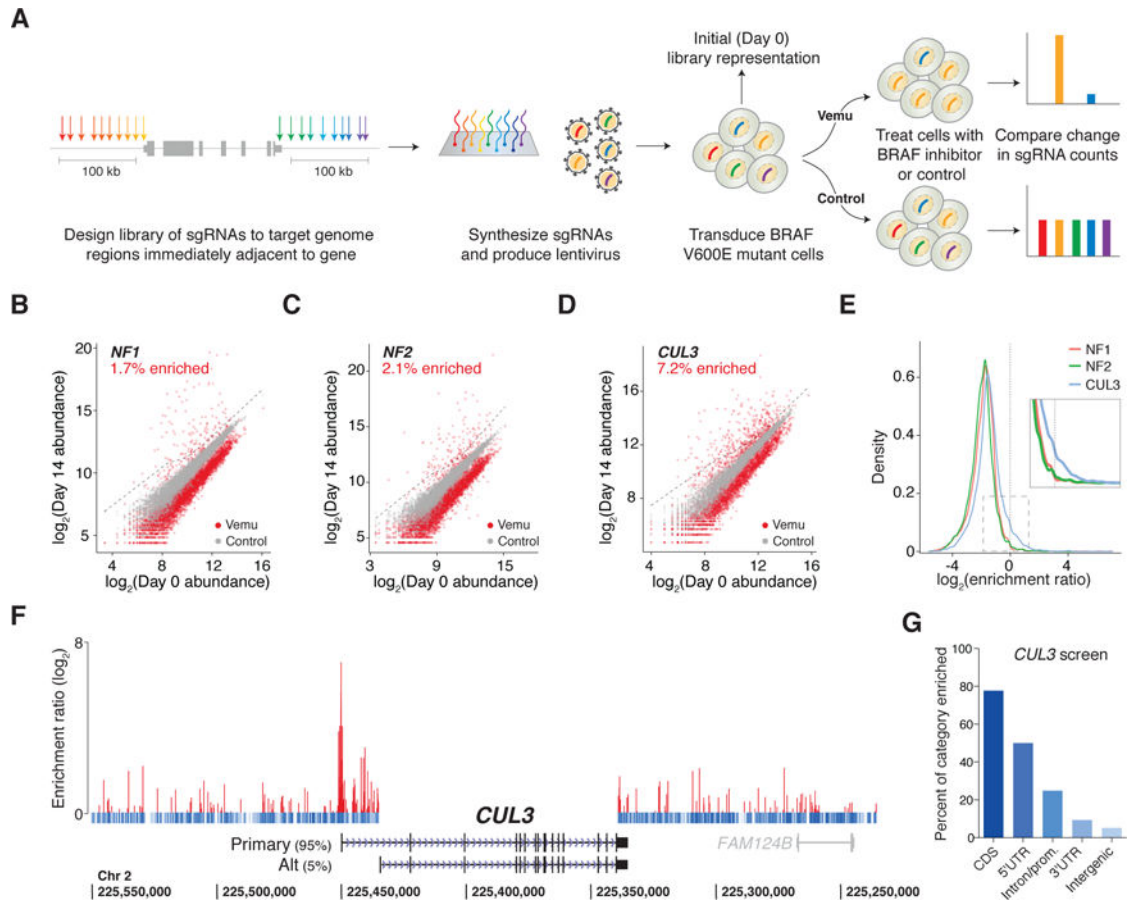 A
Initial (Day 0)
library representation
Vemu
Control
100 kb
100 kb
Treat cells with
BRAF inhibitor
or control
Compare change
in sgRNA counts
Design library of sgRNAs to target genome
regions immediately adjacent to gene
Synthesize sgRNAs
and produce lentivirus
Transduce BRAF
V600E mutant cells
B
NF1
1.7% enriched
log2(Day 14 abundance)
20
15
10
5
4
8
12
16
Vemu
Control
log2(Day 0 abundance)
C
NF2
2.1% enriched
log2(Day 14 abundance)
20
15
10
5
3
9
15
Vemu
Control
log2(Day 0 abundance)
D
CUL3
7.2% enriched
log2(Day 14 abundance)
16
12
8
4
8
12
16
Vemu
Control
log2(Day 0 abundance)
E
NF1
NF2
CUL3
Density
0.6
0.4
0.2
0
-4
0
4
log2(enrichment ratio)
F
Enrichment ratio (log2)
8
0
CUL3
Primary (95%)
Alt (5%)
FAM124B
Chr 2
225,550,000
225,500,000
225,450,000
225,400,000
225,350,000
225,300,000
225,250,000
G
CUL3 screen
Percent of category enriched
100
80
60
40
20
0
CDS
5'UTR
Intron/prom.
3'UTR
Intergenic